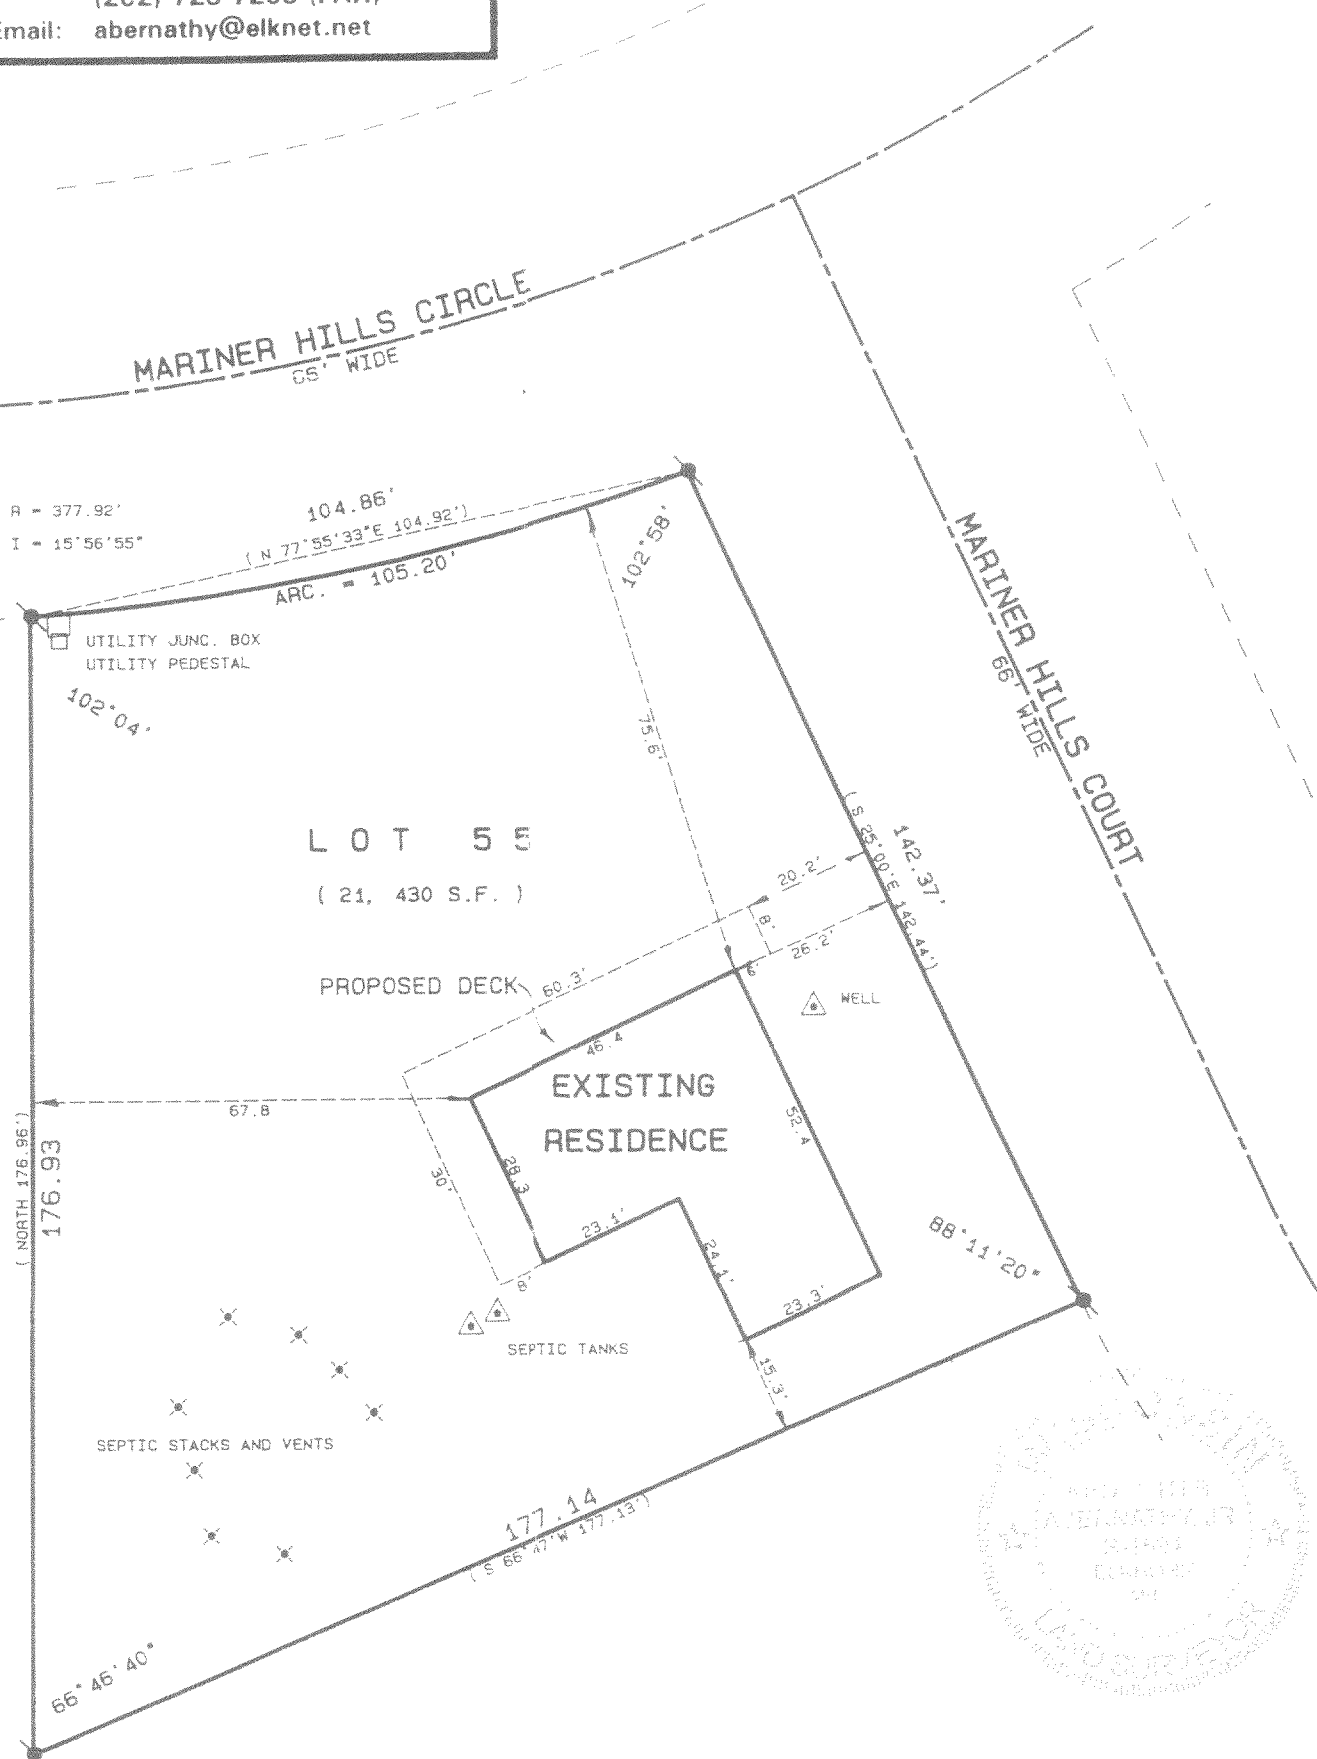 Email: abernathy@elknet.net
MARINER HILLS CIRCLE
66' WIDE
R = 377.92'
I = 15°56'55"
104.86'
( N 77°55'33"E 104.92')
ARC. = 105.20'
102°58'
UTILITY JUNC. BOX
UTILITY PEDESTAL
102°04'
MARINER HILLS COURT
66' WIDE
75.6'
LOT 55
( 21, 430 S.F. )
142.37'
( S 25°00'E 142.44')
20.2'
8'
26.2'
6'
WELL
PROPOSED DECK
60.3'
46.4
EXISTING
RESIDENCE
67.8
52.4
28.3
30'
23.1'
24.1'
8'
23.3'
15.3'
88°11'20"
( NORTH 176.96')
176.93
SEPTIC TANKS
SEPTIC STACKS AND VENTS
177.14
( S 66°47'W 177.13')
66°46'40"